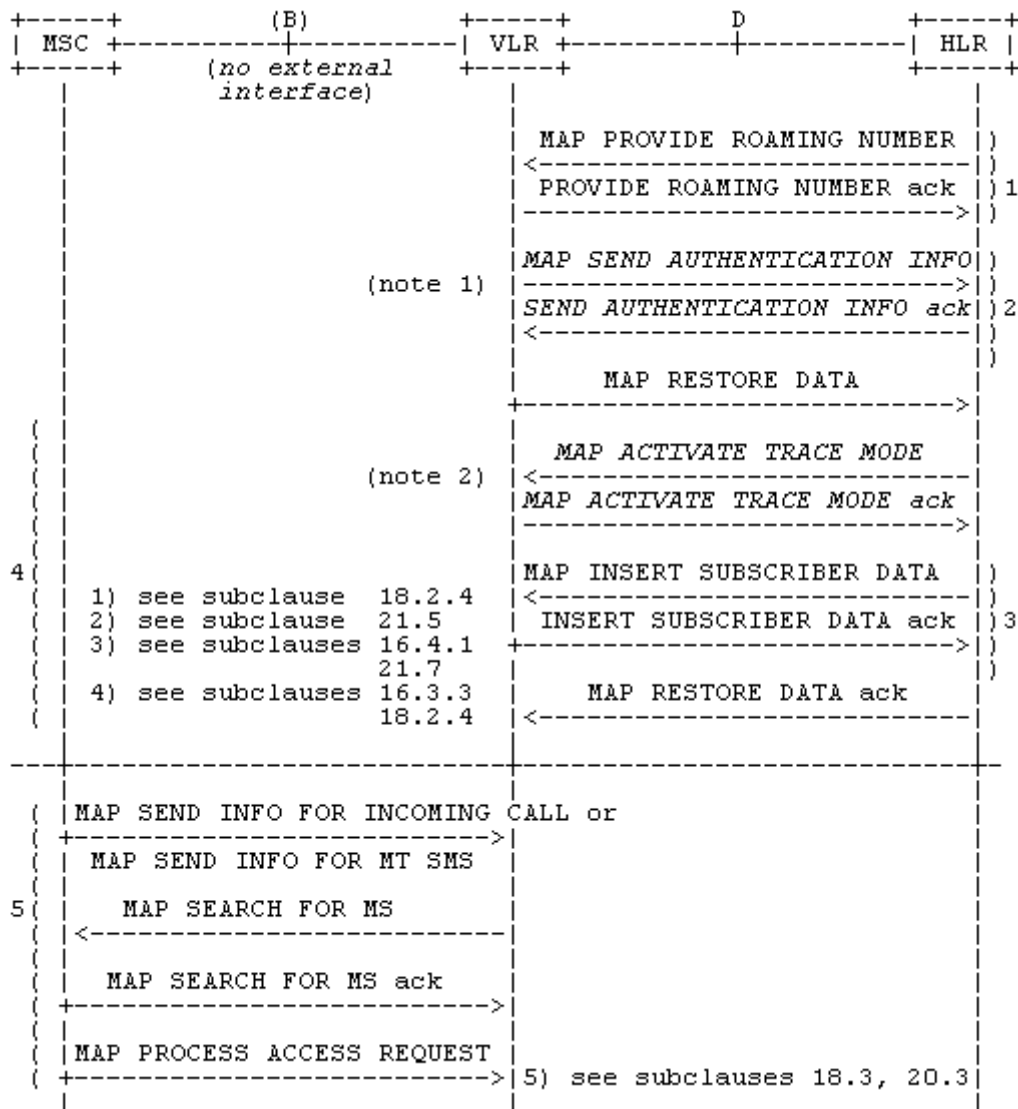 (B) D
MSC VLR HLR
(no external
interface)
MAP PROVIDE ROAMING NUMBER )
)
PROVIDE ROAMING NUMBER ack )1
)
MAP SEND AUTHENTICATION INFO )
(note 1) )
SEND AUTHENTICATION INFO ack )2
)
)
MAP RESTORE DATA
(
( MAP ACTIVATE TRACE MODE
( (note 2)
( MAP ACTIVATE TRACE MODE ack
(
(
4( MAP INSERT SUBSCRIBER DATA )
( 1) see subclause 18.2.4 )
( 2) see subclause 21.5 INSERT SUBSCRIBER DATA ack )3
( 3) see subclauses 16.4.1 )
( 21.7 )
( 4) see subclauses 16.3.3 MAP RESTORE DATA ack
( 18.2.4
( MAP SEND INFO FOR INCOMING CALL or
(
( MAP SEND INFO FOR MT SMS
(
5( MAP SEARCH FOR MS
(
(
( MAP SEARCH FOR MS ack
(
(
( MAP PROCESS ACCESS REQUEST
( 5) see subclauses 18.3, 20.3